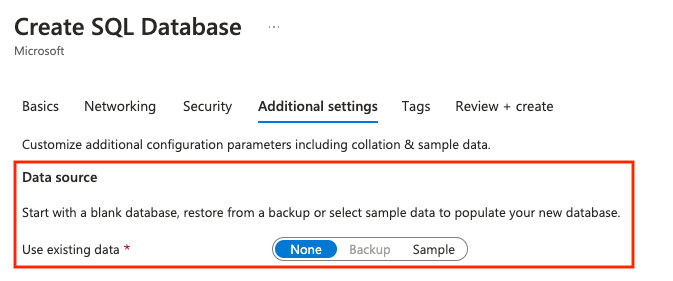 Create SQL Database ...
Microsoft
Basics Networking Security Additional settings Tags Review + create
Customize additional configuration parameters including collation & sample data.
Data source
Start with a blank database, restore from a backup or select sample data to populate your new database.
Use existing data * None Backup Sample